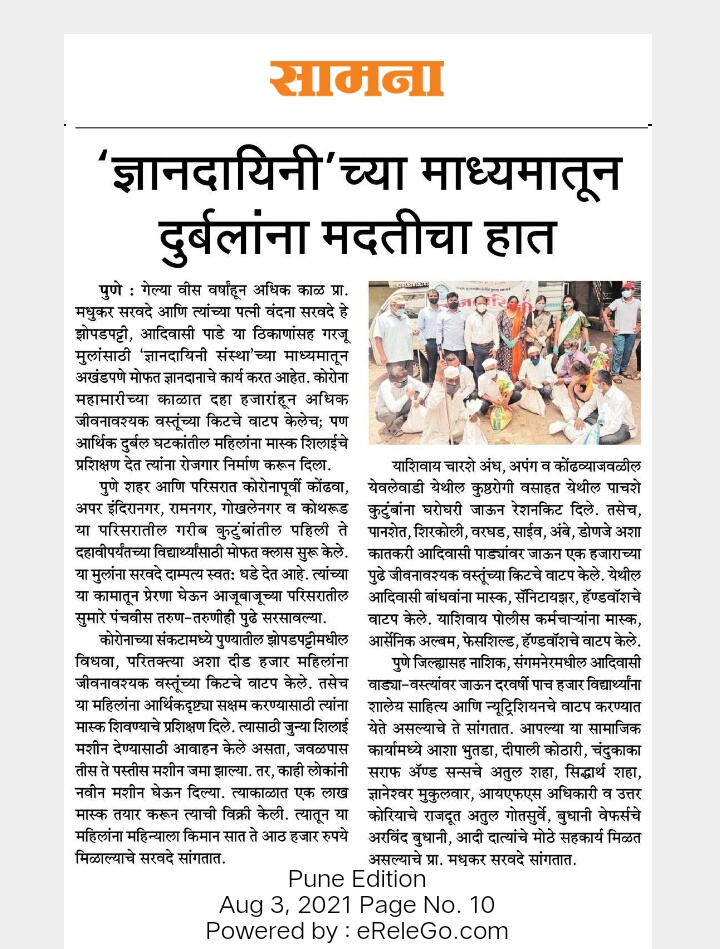 सामना
‘ज्ञानदायिनी’च्या माध्यमातून
दुर्बलांना मदतीचा हात
पुणे : गेल्या वीस वर्षांहून अधिक काळ प्रा.
मधुकर सरवदे आणि त्यांच्या पत्नी वंदना सरवदे हे
झोपडपट्टी, आदिवासी पाडे या ठिकाणांसह गरजू
मुलांसाठी ‘ज्ञानदायिनी संस्था’च्या माध्यमातून
अखंडपणे मोफत ज्ञानदानाचे कार्य करत आहेत. कोरोना
महामारीच्या काळात दहा हजारांहून अधिक
जीवनावश्यक वस्तूंच्या किटचे वाटप केलेच; पण
आर्थिक दुर्बल घटकांतील महिलांना मास्क शिलाईचे
प्रशिक्षण देत त्यांना रोजगार निर्माण करून दिला.
पुणे शहर आणि परिसरात कोरोनापूर्वी कोंढवा,
अपर इंदिरानगर, रामनगर, गोखलेनगर व कोथरूड
या परिसरातील गरीब कुटुंबांतील पहिली ते
दहावीपर्यंतच्या विद्यार्थ्यांसाठी मोफत क्लास सुरू केले.
या मुलांना सरवदे दाम्पत्य स्वत: धडे देत आहे. त्यांच्या
या कामातून प्रेरणा घेऊन आजूबाजूच्या परिसरातील
सुमारे पंचवीस तरुण-तरुणीही पुढे सरसावल्या.
कोरोनाच्या संकटामध्ये पुण्यातील झोपडपट्टीमधील
विधवा, परितक्त्या अशा दीड हजार महिलांना
जीवनावश्यक वस्तूंच्या किटचे वाटप केले. तसेच
या महिलांना आर्थिकदृष्ट्या सक्षम करण्यासाठी त्यांना
मास्क शिवण्याचे प्रशिक्षण दिले. त्यासाठी जुन्या शिलाई
मशीन देण्यासाठी आवाहन केले असता, जवळपास
तीस ते पस्तीस मशीन जमा झाल्या. तर, काही लोकांनी
नवीन मशीन घेऊन दिल्या. त्याकाळात एक लाख
मास्क तयार करून त्याची विक्री केली. त्यातून या
महिलांना महिन्याला किमान सात ते आठ हजार रुपये
मिळाल्याचे सरवदे सांगतात.
याशिवाय चारशे अंध, अपंग व कोंढव्याजवळील
येवलेवाडी येथील कुष्ठरोगी वसाहत येथील पाचशे
कुटुंबांना घरोघरी जाऊन रेशनकिट दिले. तसेच,
पानशेत, शिरकोली, वरघड, साईव, अंबे, डोणजे अशा
कातकरी आदिवासी पाड्यांवर जाऊन एक हजाराच्या
पुढे जीवनावश्यक वस्तूंच्या किटचे वाटप केले. येथील
आदिवासी बांधवांना मास्क, सॅनिटायझर, हॅण्डवॉशचे
वाटप केले. याशिवाय पोलीस कर्मचाऱ्यांना मास्क,
आर्सेनिक अल्बम, फेसशिल्ड, हॅण्डवॉशचे वाटप केले.
पुणे जिल्ह्यासह नाशिक, संगमनेरमधील आदिवासी
वाड्या-वस्त्यांवर जाऊन दरवर्षी पाच हजार विद्यार्थ्यांना
शालेय साहित्य आणि न्यूट्रिशियनचे वाटप करण्यात
येते असल्याचे ते सांगतात. आपल्या या सामाजिक
कार्यामध्ये आशा भुतडा, दीपाली कोठारी, चंदुकाका
सराफ अॅण्ड सन्सचे अतुल शहा, सिद्धार्थ शहा,
ज्ञानेश्वर मुकुलवार, आयएफएस अधिकारी व उत्तर
कोरियाचे राजदूत अतुल गोतसुर्वे, बुधानी वेफर्सचे
अरविंद बुधानी, आदी दात्यांचे मोठे सहकार्य मिळत
असल्याचे प्रा. मधुकर सरवदे सांगतात.
Pune Edition
Aug 3, 2021 Page No. 10
Powered by : eReleGo.com